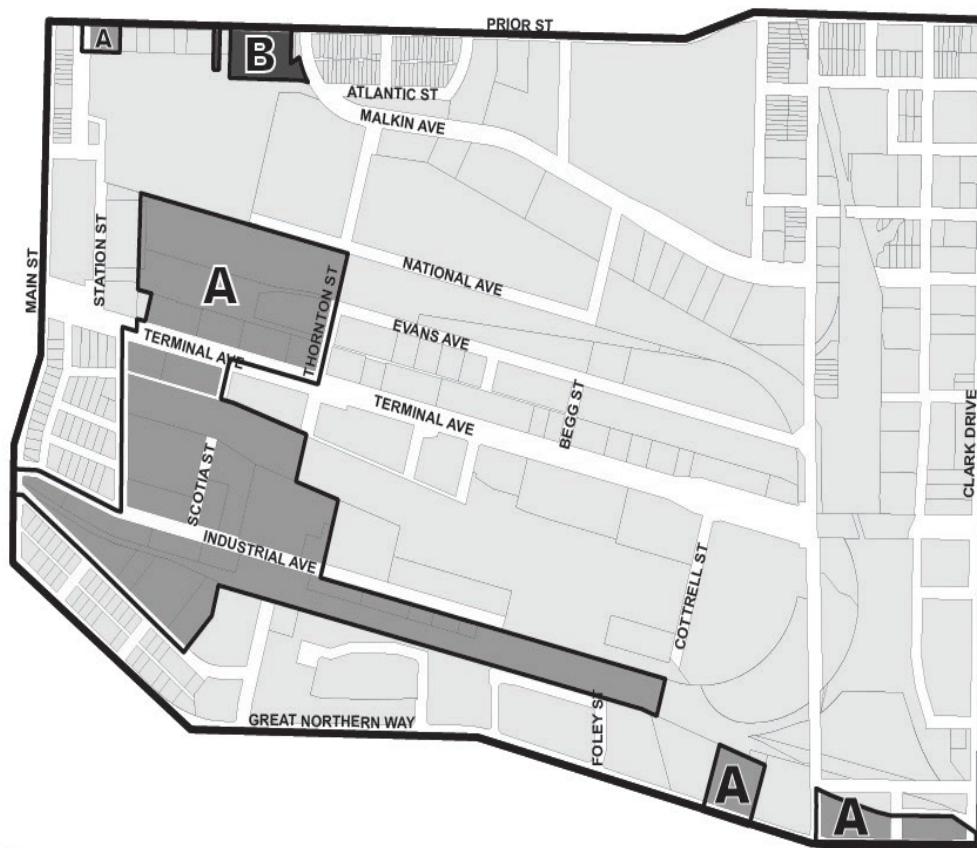 PRIOR ST
A
B
ATLANTIC ST
MALKIN AVE
MAIN ST
STATION ST
A
THORNTON ST
NATIONAL AVE
EVANS AVE
TERMINAL AVE
TERMINAL AVE
BEGG ST
CLARK DRIVE
SCOTIA ST
INDUSTRIAL AVE
COTTRELL ST
FOLEY ST
GREAT NORTHERN WAY
A
A